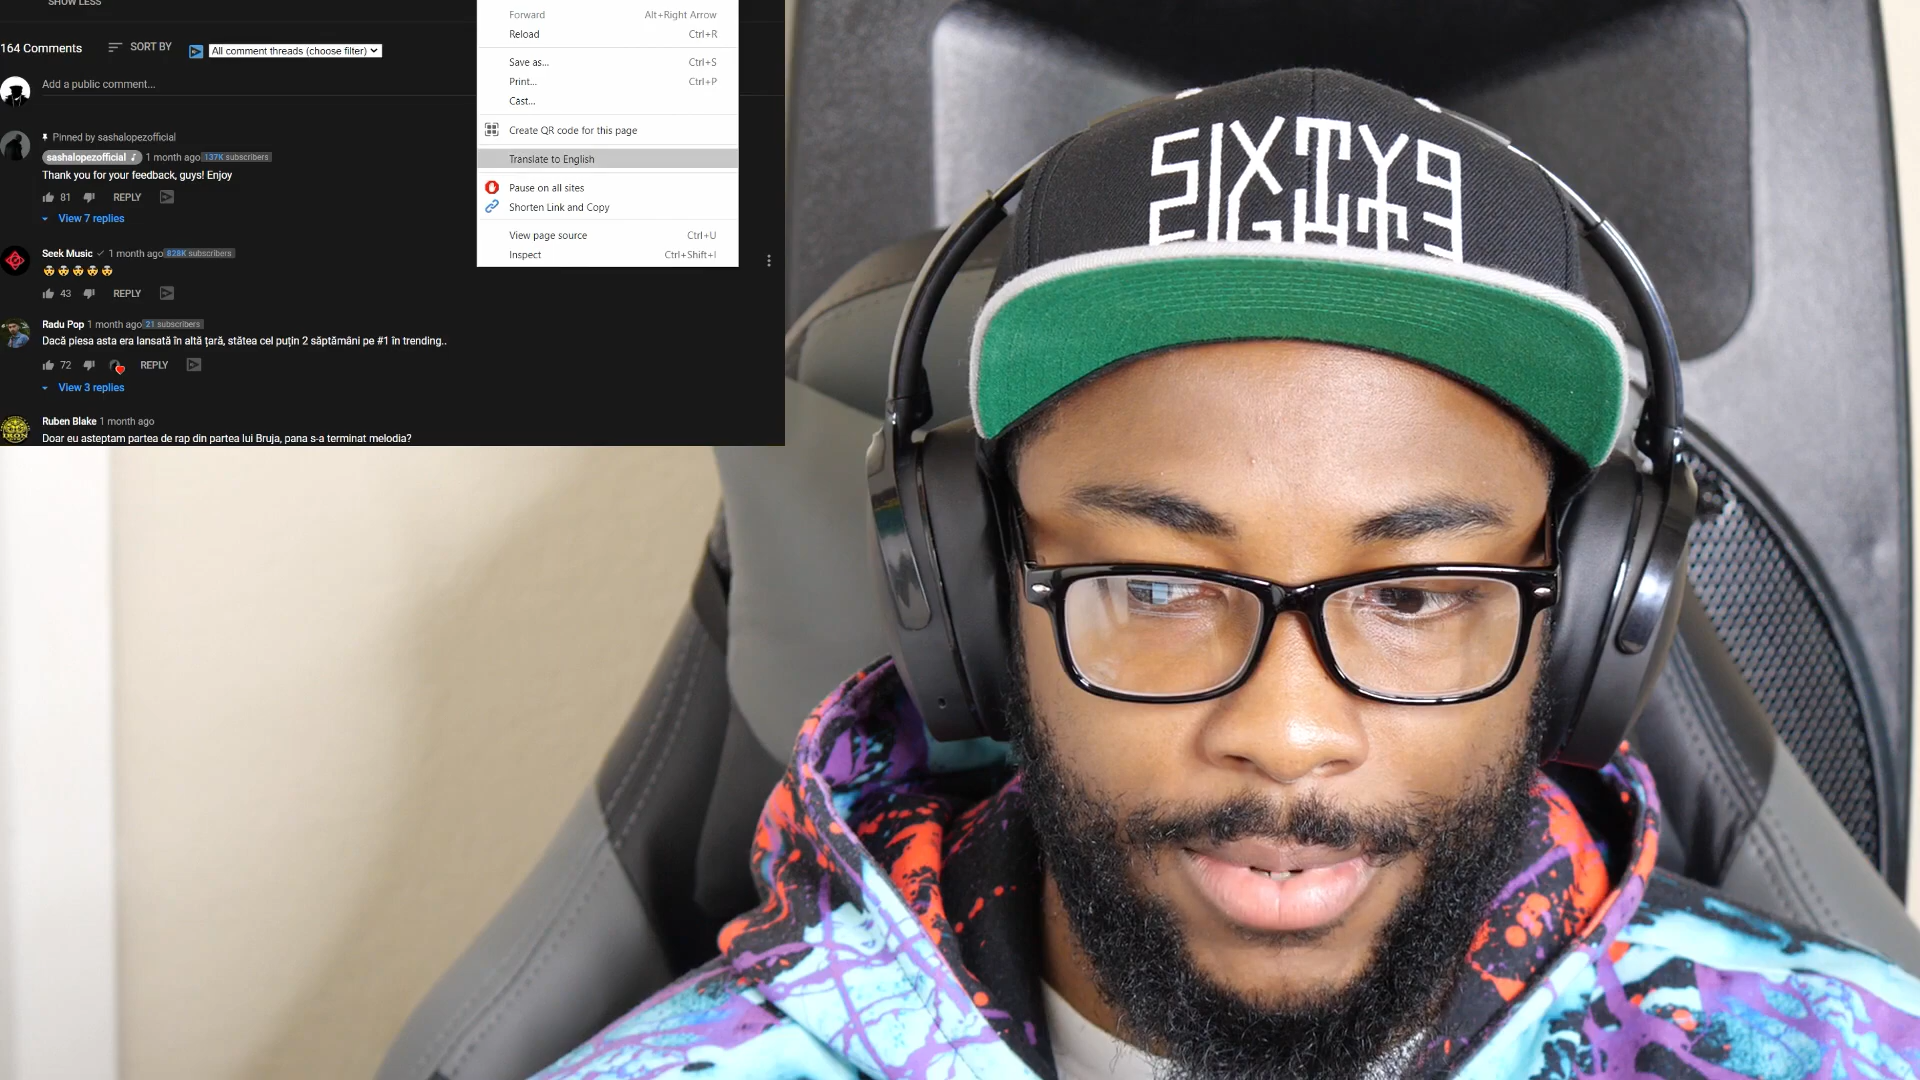 SHOW LESS
164 Comments
SORT BY
All comment threads (choose filter)
Add a public comment...
Pinned by sashalopezofficial
sashalopezofficial 1 month ago 137K subscribers
Thank you for your feedback, guys! Enjoy
81 REPLY
View 7 replies
Seek Music 1 month ago 828K subscribers
43 REPLY
Radu Pop 1 month ago 21 subscribers
Dacă piesa asta era lansată în altă țară, stătea cel puțin 2 săptămâni pe #1 în trending..
72 REPLY
View 3 replies
Ruben Blake 1 month ago
Doar eu asteptam partea de rap din partea lui Bruja, pana s-a terminat melodia?
Forward Alt+Right Arrow
Reload Ctrl+R
Save as... Ctrl+S
Print... Ctrl+P
Cast...
Create QR code for this page
Translate to English
Pause on all sites
Shorten Link and Copy
View page source Ctrl+U
Inspect Ctrl+Shift+I
SIXTY9
EIGHT3